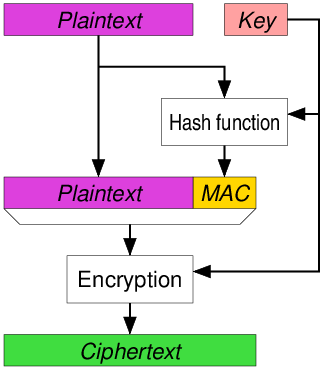 Plaintext
Key
Hash function
Plaintext
MAC
Encryption
Ciphertext